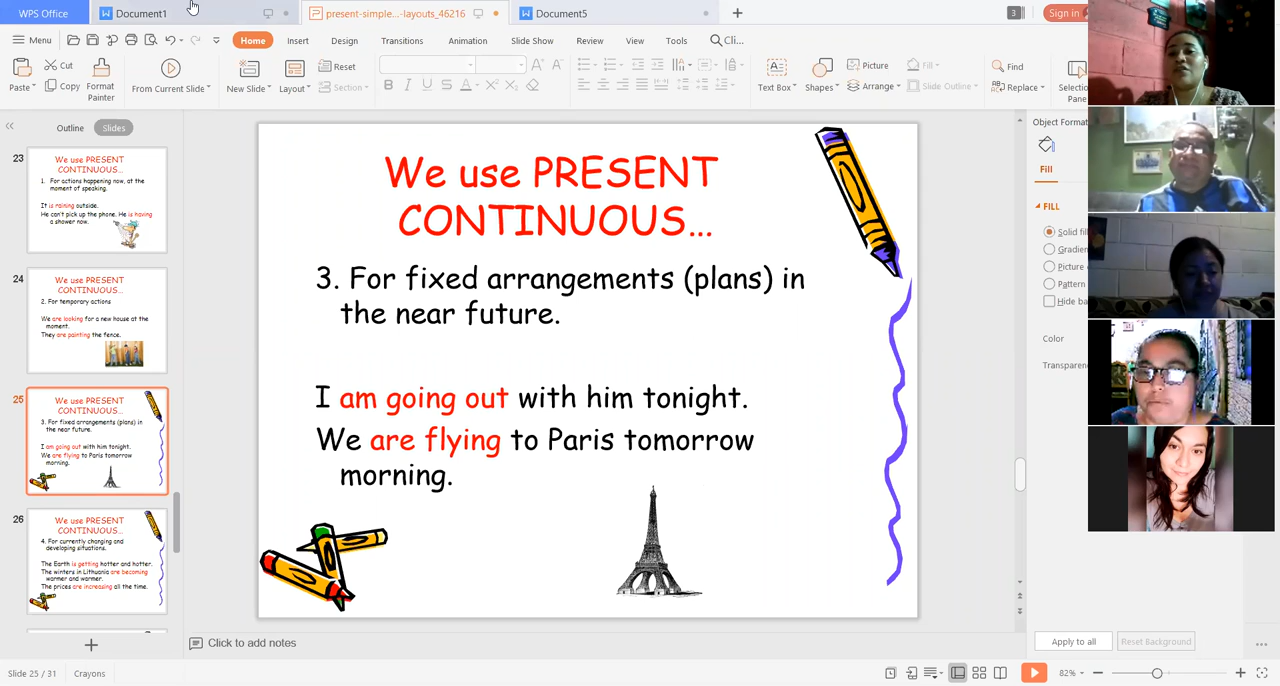 WPS Office
Document1
present-simple...-layouts_46216
Document5
3
Sign in
Menu
Home
Insert
Design
Transitions
Animation
Slide Show
Review
View
Tools
Cli...
Paste
Cut
Copy
Format
Painter
From Current Slide
New Slide
Layout
Reset
Section
B I U S A X² X₂
Text Box
Shapes
Picture
Fill
Arrange
Outline
Slide Outline
Find
Replace
Selection
Pane
Outline
Slides
23
We use PRESENT
CONTINUOUS...
1. For actions happening now, at the
moment of speaking.
It is raining outside.
He can't pick up the phone. He is having
a shower now.
24
We use PRESENT
CONTINUOUS...
2. For temporary actions
We are looking for a new house at the
moment.
They are painting the fence.
25
We use PRESENT
CONTINUOUS...
3. For fixed arrangements (plans) in
the near future.
I am going out with him tonight.
We are flying to Paris tomorrow
morning.
26
We use PRESENT
CONTINUOUS...
4. For currently changing and
developing situations.
The Earth is getting hotter and hotter.
The winters in Lithuania are becoming
warmer and warmer.
The prices are increasing all the time.
We use PRESENT
CONTINUOUS...
3. For fixed arrangements (plans) in
the near future.
I am going out with him tonight.
We are flying to Paris tomorrow
morning.
Click to add notes
Object Format
Fill
FILL
Solid fil
Gradien
Picture
Pattern
Hide ba
Color
Transparen
Apply to all
Reset Background
Slide 25 / 31
Crayons
82%